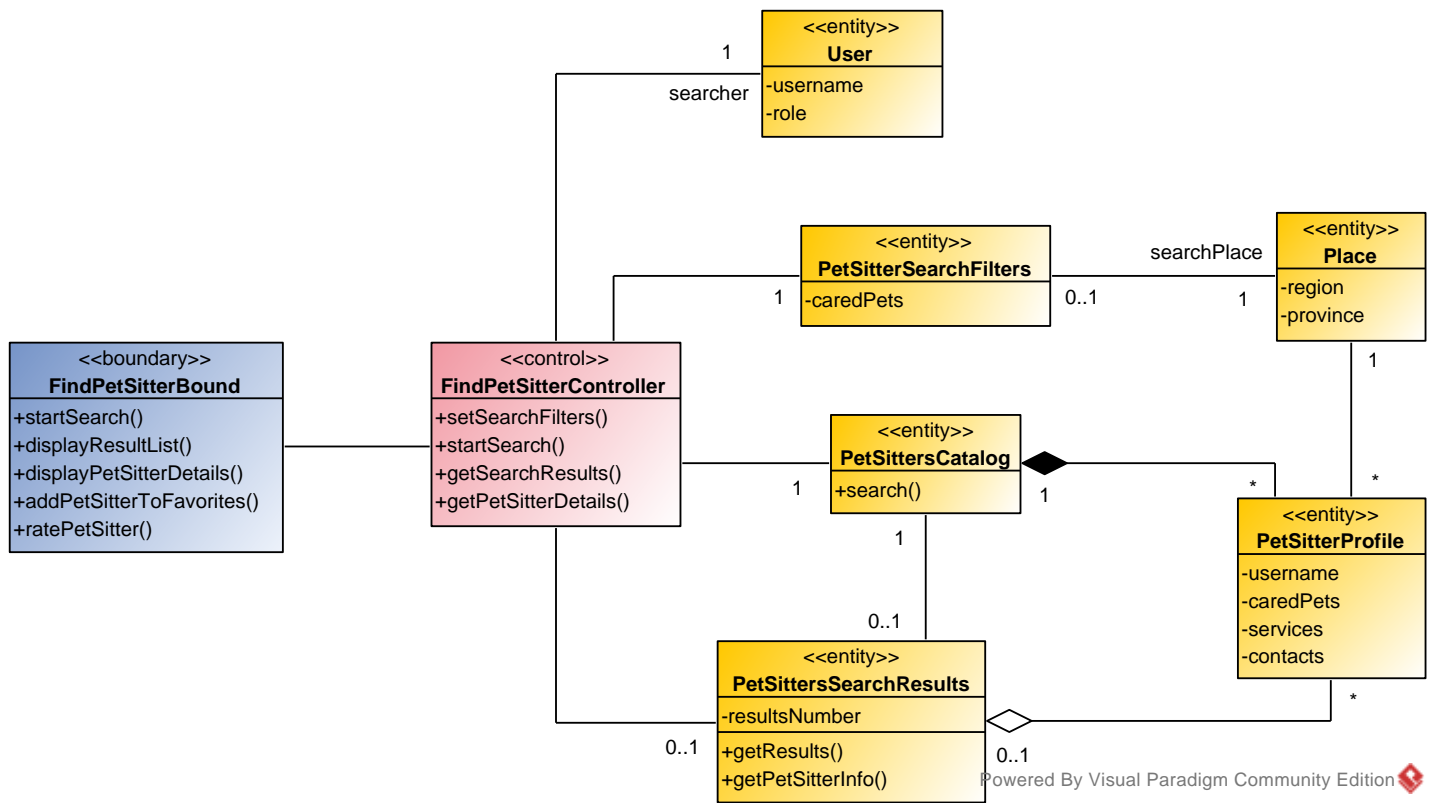 <<entity>>
User
-username
-role
1
searcher
<<entity>>
PetSitterSearchFilters
-caredPets
1
0..1
searchPlace
1
<<entity>>
Place
-region
-province
1
*
<<boundary>>
FindPetSitterBound
+startSearch()
+displayResultList()
+displayPetSitterDetails()
+addPetSitterToFavorites()
+ratePetSitter()
<<control>>
FindPetSitterController
+setSearchFilters()
+startSearch()
+getSearchResults()
+getPetSitterDetails()
<<entity>>
PetSittersCatalog
+search()
1
1
*
1
0..1
<<entity>>
PetSitterProfile
-username
-caredPets
-services
-contacts
*
<<entity>>
PetSittersSearchResults
-resultsNumber
+getResults()
+getPetSitterInfo()
0..1
0..1
Powered By Visual Paradigm Community Edition